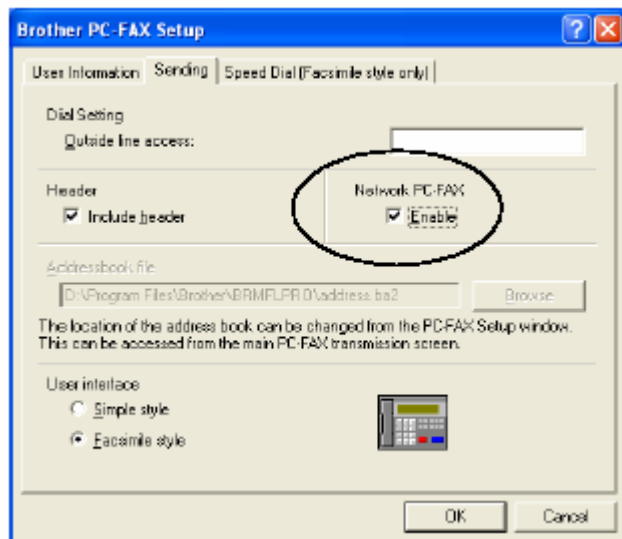 Brother PC-FAX Setup
User Information Sending Speed Dial (Facsimile style only)
Dial Setting
Outside line access:
Header Network PC-FAX
Include header Enable
Addressbook file
D:\Program Files\Brother\BRMFLPRO\address.ba2 Browse
The location of the address book can be changed from the PC-FAX Setup window.
This can be accessed from the main PC-FAX transmission screen.
User interface
Simple style
Facsimile style
OK Cancel